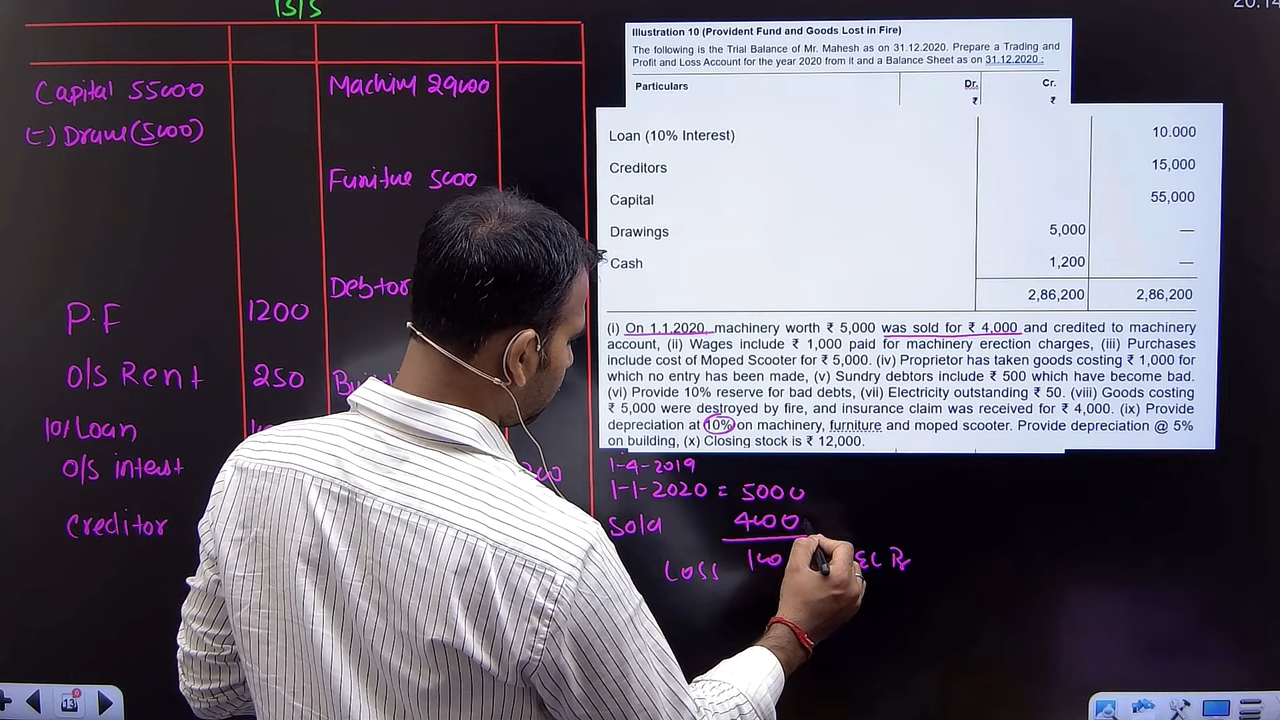 B/S
20:14
Capital 55000
(-) Draw (5000)
P.F 1200
O/S Rent 250
10/Loan
O/S interst
Creditor
Machiny 29000
Funitue 5000
Debtor
Illustration 10 (Provident Fund and Goods Lost in Fire)
The following is the Trial Balance of Mr. Mahesh as on 31.12.2020. Prepare a Trading and
Profit and Loss Account for the year 2020 from it and a Balance Sheet as on 31.12.2020 :
Particulars Dr. Cr.
₹ ₹
Loan (10% Interest) 10.000
Creditors 15,000
Capital 55,000
Drawings 5,000 —
Cash 1,200 —
2,86,200 2,86,200
(i) On 1.1.2020, machinery worth ₹ 5,000 was sold for ₹ 4,000 and credited to machinery
account, (ii) Wages include ₹ 1,000 paid for machinery erection charges, (iii) Purchases
include cost of Moped Scooter for ₹ 5,000. (iv) Proprietor has taken goods costing ₹ 1,000 for
which no entry has been made, (v) Sundry debtors include ₹ 500 which have become bad.
(vi) Provide 10% reserve for bad debts, (vii) Electricity outstanding ₹ 50. (viii) Goods costing
₹ 5,000 were destroyed by fire, and insurance claim was received for ₹ 4,000. (ix) Provide
depreciation at 10% on machinery, furniture and moped scooter. Provide depreciation @ 5%
on building, (x) Closing stock is ₹ 12,000.
1-4-2019
1-1-2020 = 5000
Sold 4000
Loss
13